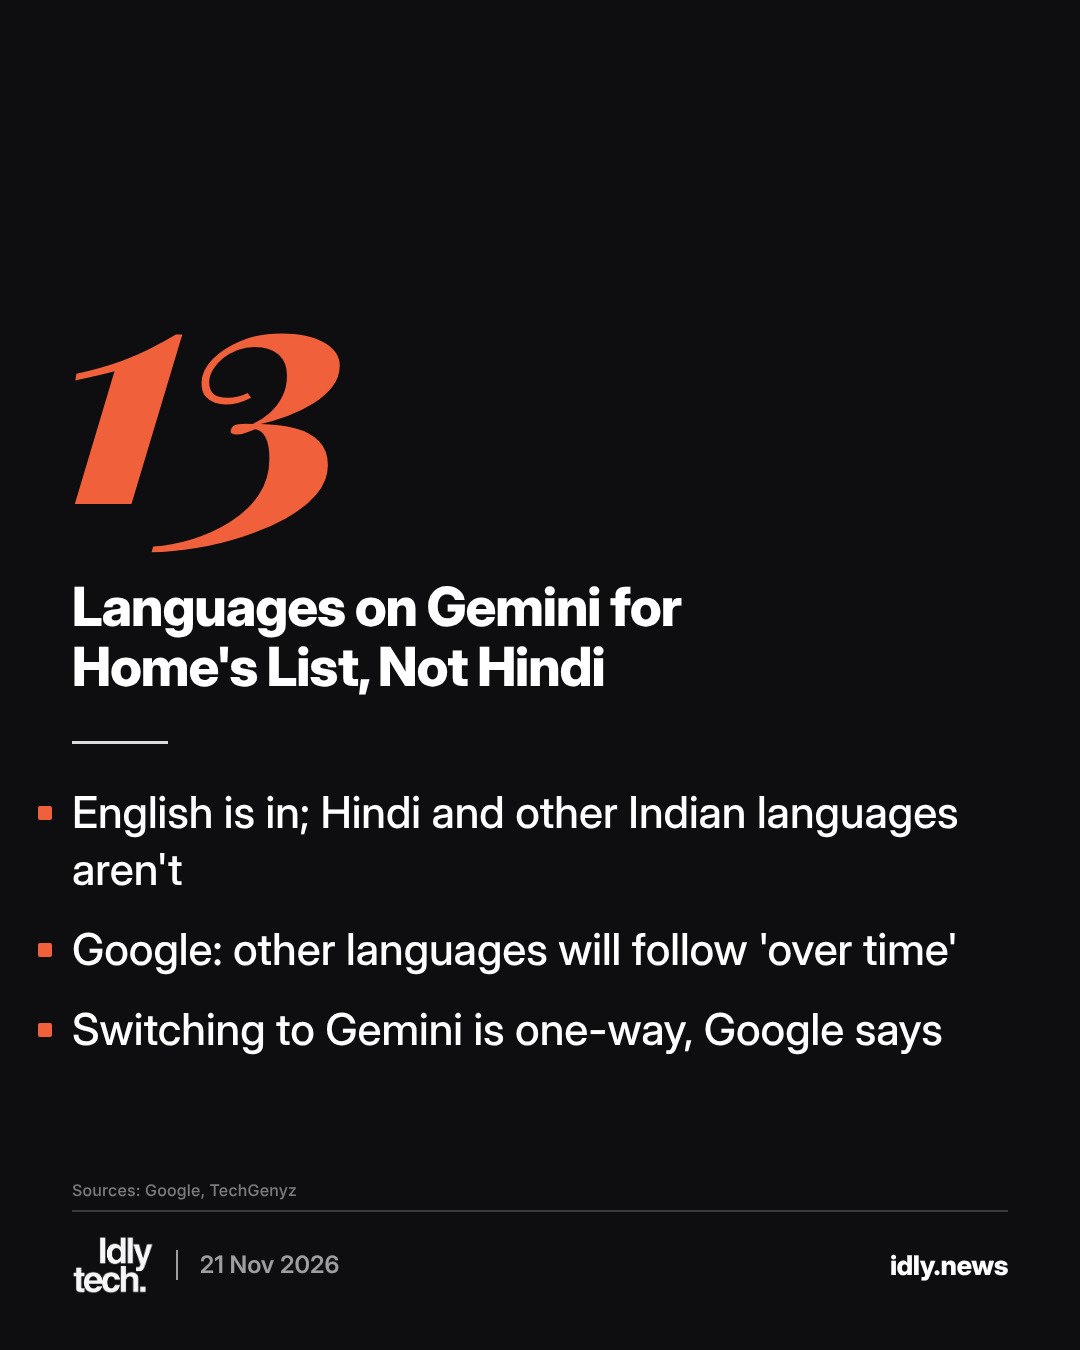 13
Languages on Gemini for
Home's List, Not Hindi
English is in; Hindi and other Indian languages
aren't
Google: other languages will follow 'over time'
Switching to Gemini is one-way, Google says
Sources: Google, TechGenyz
Idly
tech.
21 Nov 2026
idly.news